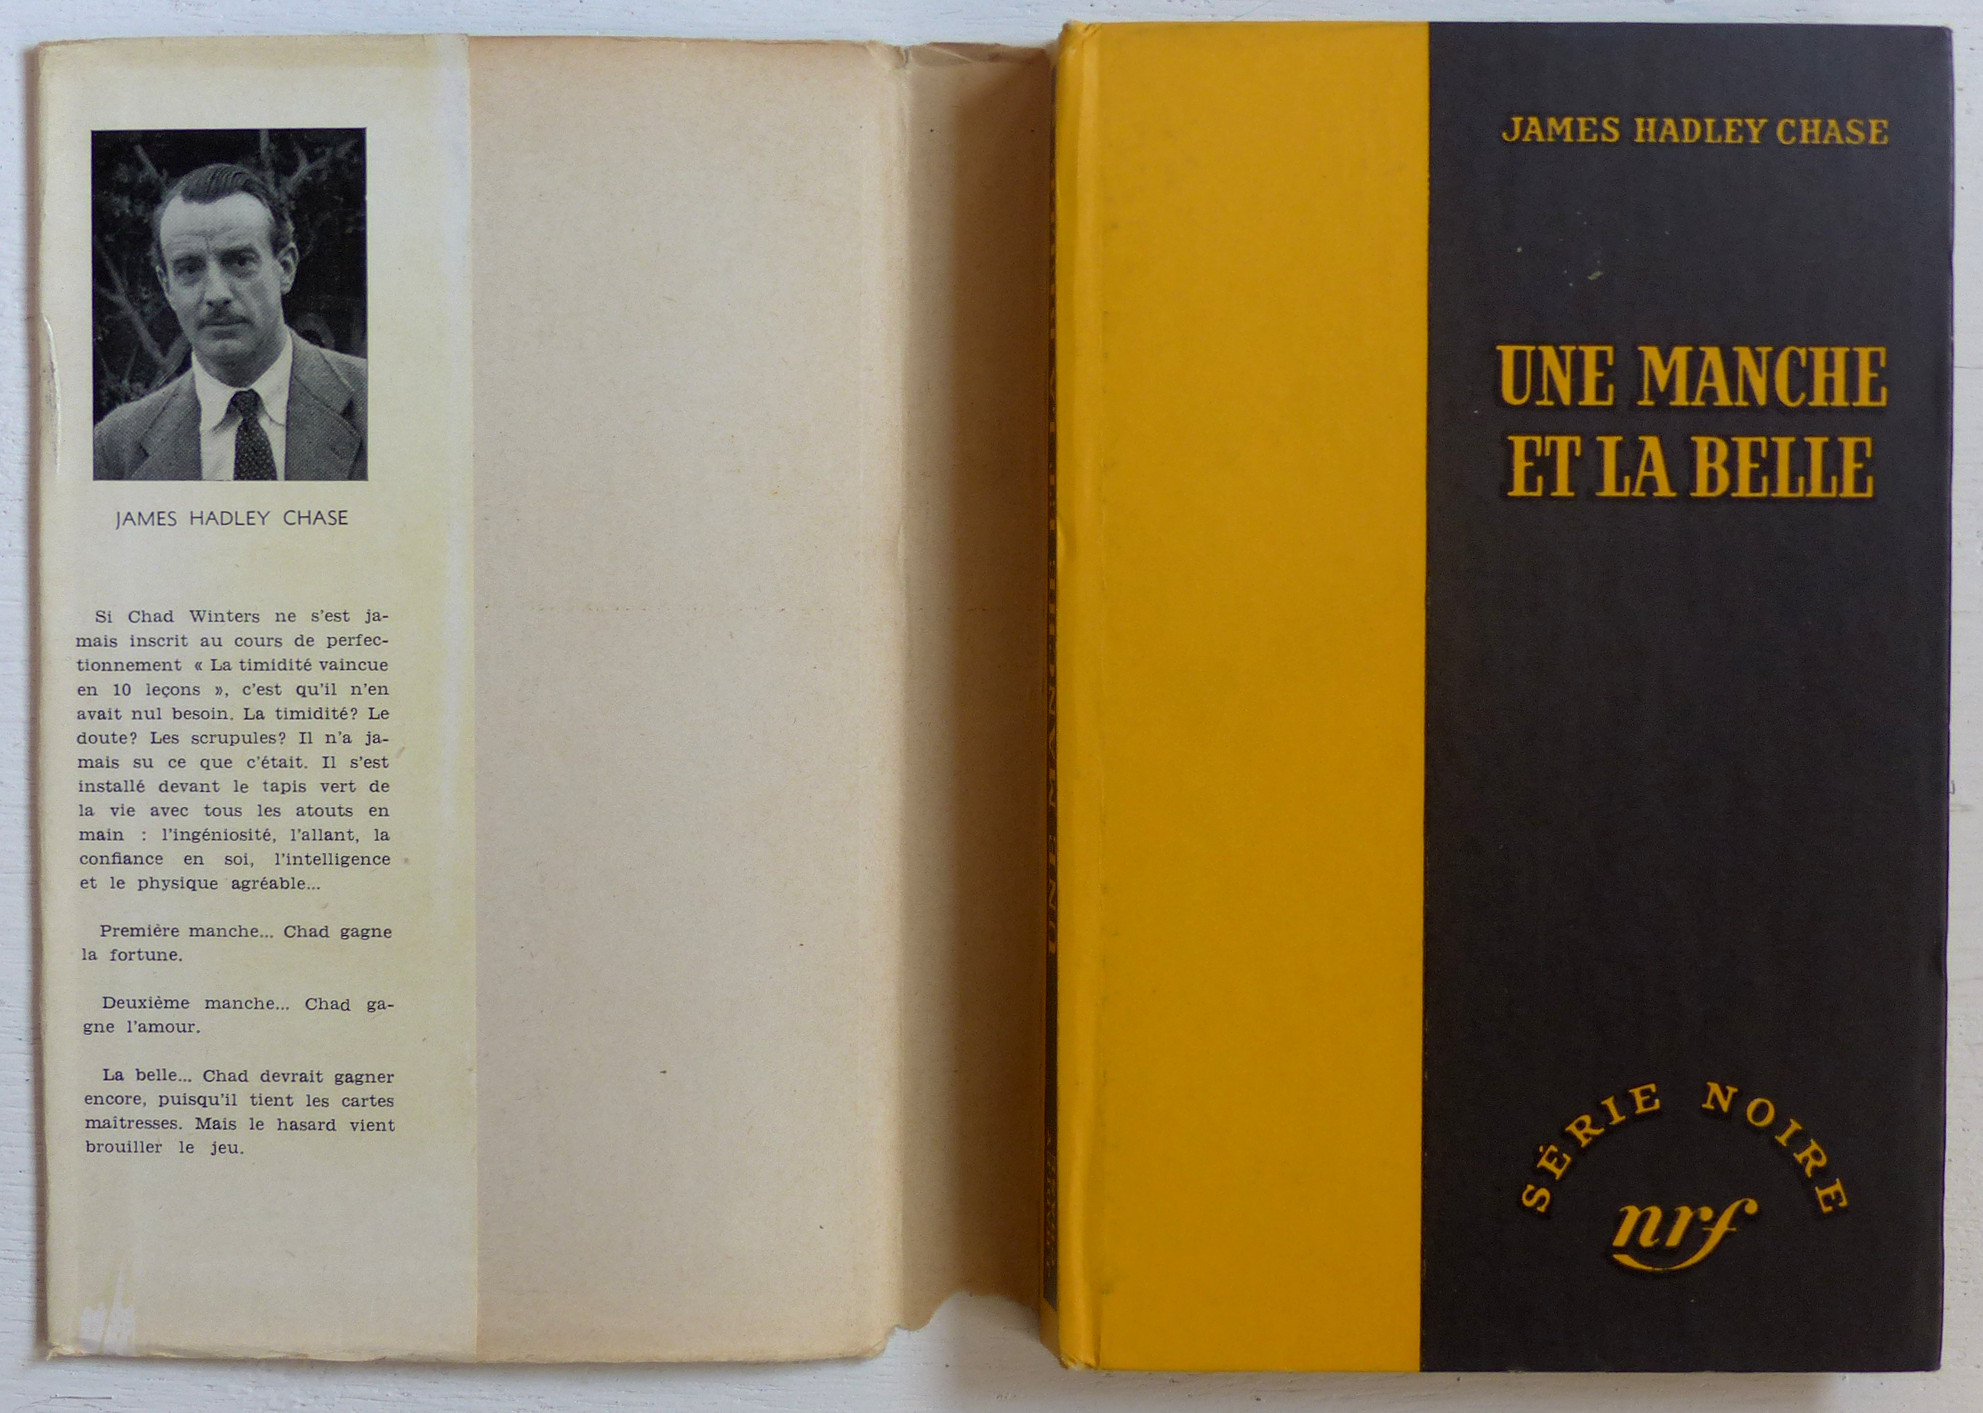 JAMES HADLEY CHASE
Si Chad Winters ne s'est ja-
mais inscrit au cours de perfec-
tionnement « La timidité vaincue
en 10 leçons », c'est qu'il n'en
avait nul besoin. La timidité? Le
doute? Les scrupules? Il n'a ja-
mais su ce que c'était. Il s'est
installé devant le tapis vert de
la vie avec tous les atouts en
main : l'ingéniosité, l'allant, la
confiance en soi, l'intelligence
et le physique agréable...
Première manche... Chad gagne
la fortune.
Deuxième manche... Chad ga-
gne l'amour.
La belle... Chad devrait gagner
encore, puisqu'il tient les cartes
maîtresses. Mais le hasard vient
brouiller le jeu.
JAMES HADLEY CHASE
UNE MANCHE
ET LA BELLE
SÉRIE NOIRE
nrf
UNE MANCHE ET LA BELLE